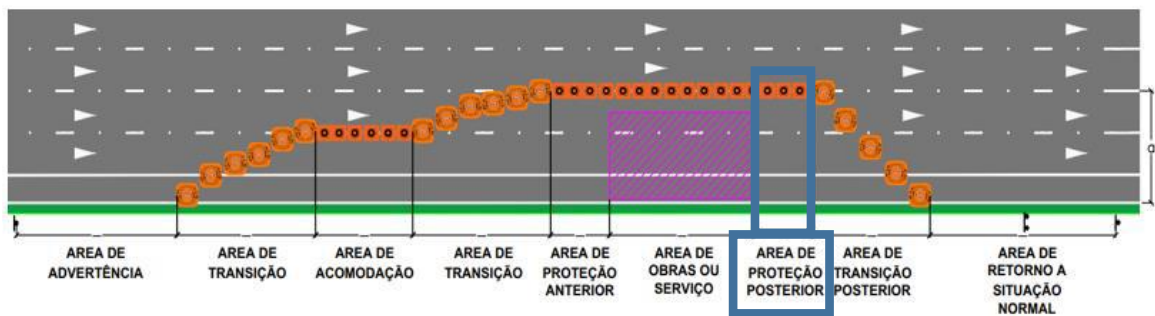 AREA DE
ADVERTÊNCIA
AREA DE
TRANSIÇÃO
AREA DE
ACOMODAÇÃO
AREA DE
TRANSIÇÃO
AREA DE
PROTEÇÃO
ANTERIOR
AREA DE
OBRAS OU
SERVIÇO
AREA DE
PROTEÇÃO
POSTERIOR
AREA DE
TRANSIÇÃO
POSTERIOR
AREA DE
RETORNO A
SITUAÇÃO
NORMAL